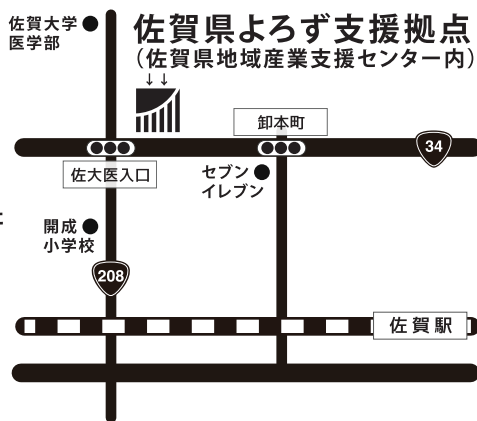 佐賀大学
医学部
佐賀県よろず支援拠点
(佐賀県地域産業支援センター内)
↓↓
卸本町
34
佐大医入口
セブン
イレブン
開成
小学校
208
佐賀駅